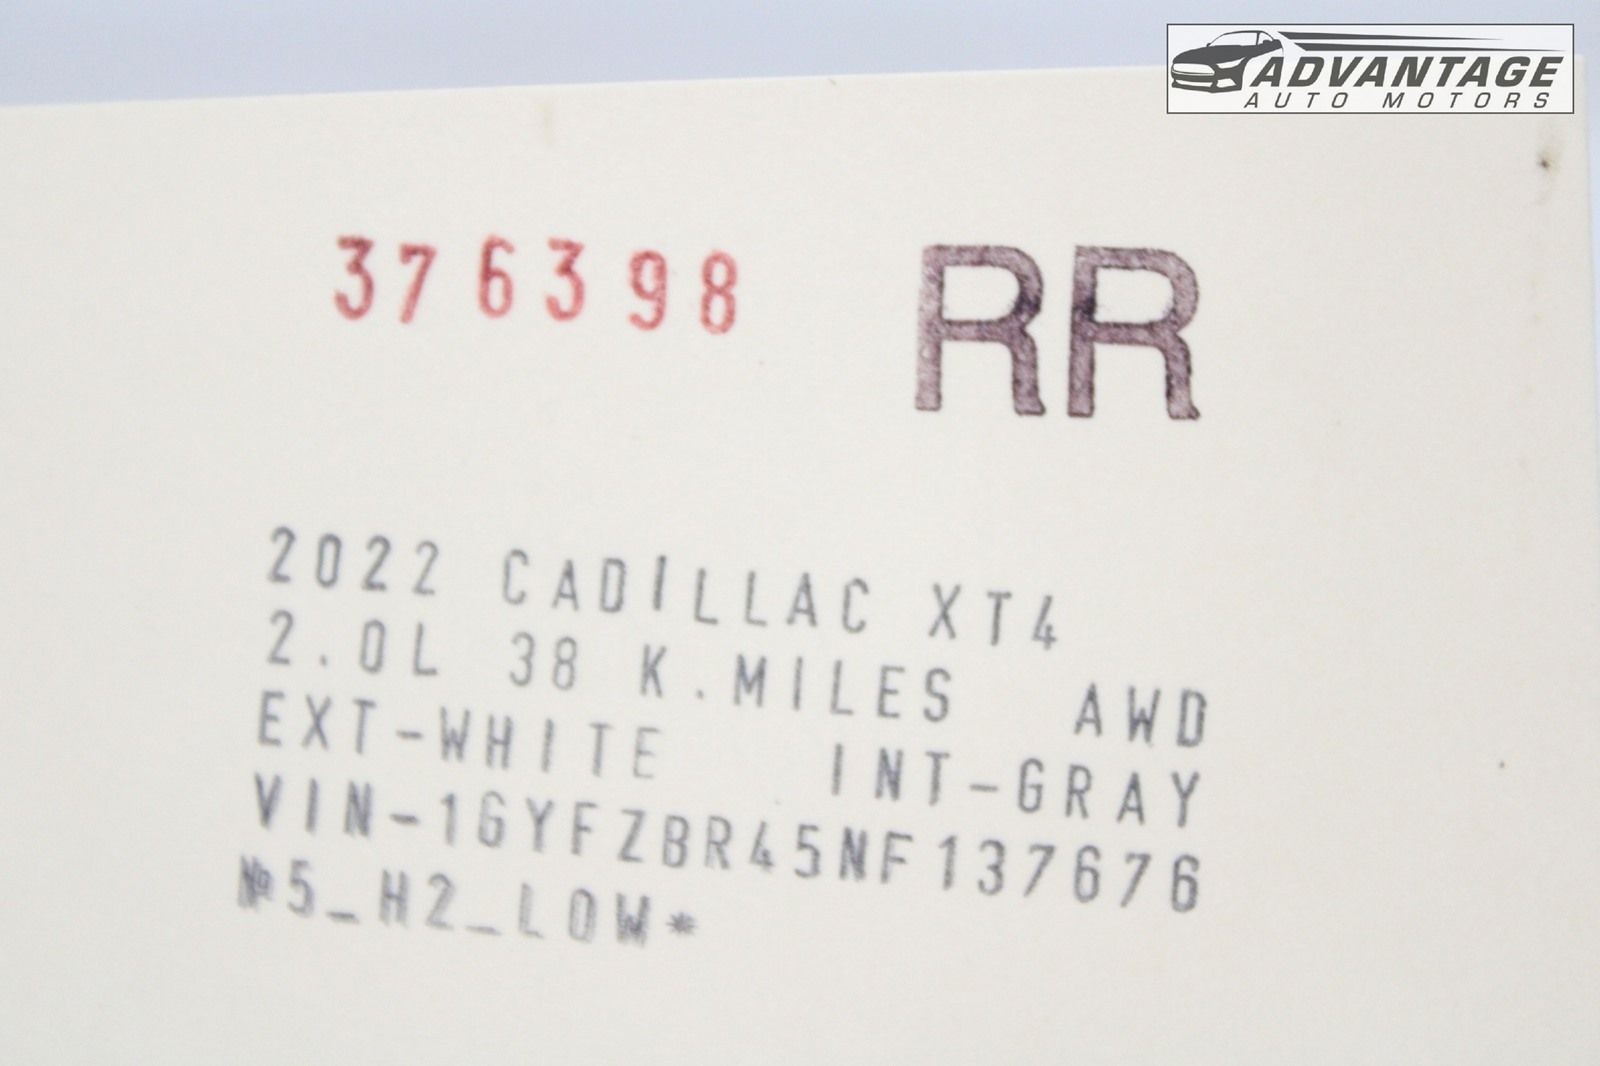 ADVANTAGE
AUTO MOTORS
376398 RR
2022 CADILLAC XT4
2.0L 38 K.MILES AWD
EXT-WHITE INT-GRAY
VIN-1GYFZBR45NF137676
№5_H2_LOW*